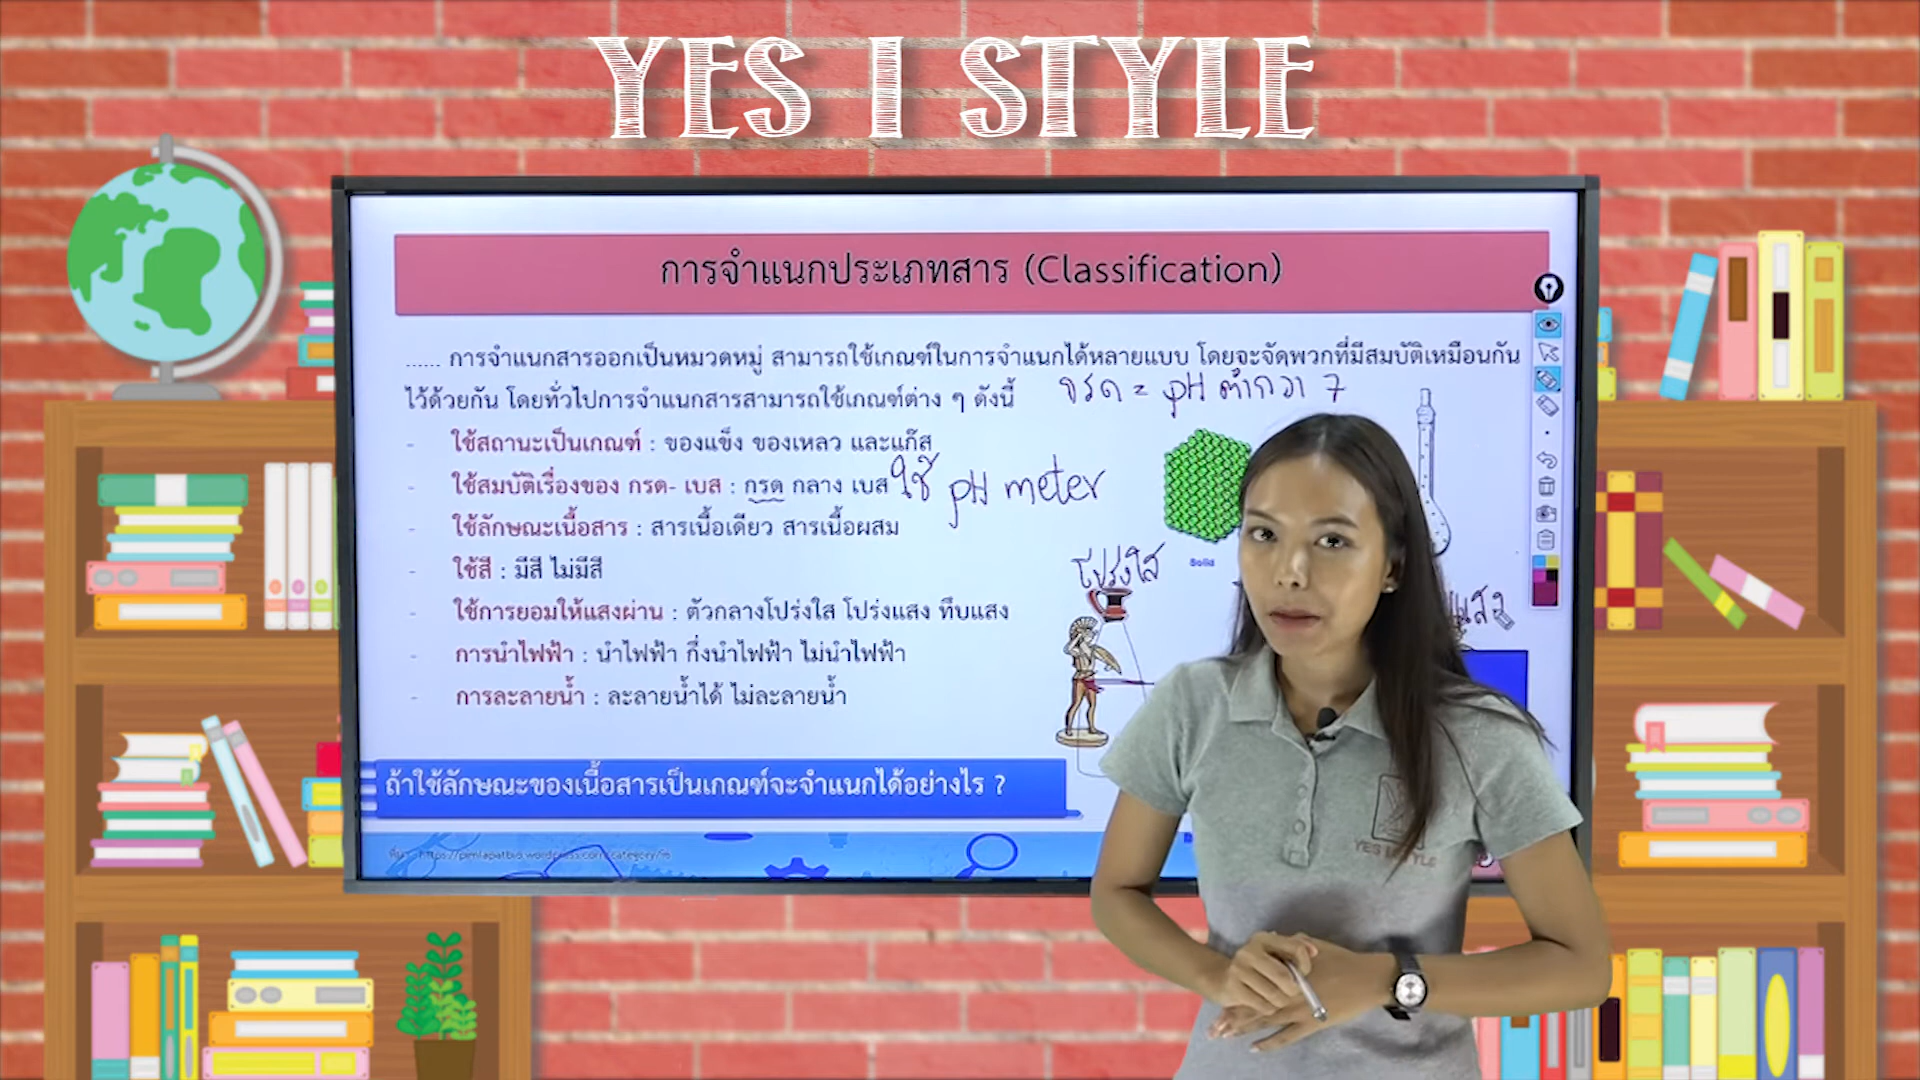 YES I STYLE
การจำแนกประเภทสาร (Classification)
...... การจำแนกสารออกเป็นหมวดหมู่ สามารถใช้เกณฑ์ในการจำแนกได้หลายแบบ โดยจะจัดพวกที่มีสมบัติเหมือนกัน
ไว้ด้วยกัน โดยทั่วไปการจำแนกสารสามารถใช้เกณฑ์ต่าง ๆ ดังนี้
กรด = pH ต่ำกว่า 7
- ใช้สถานะเป็นเกณฑ์ : ของแข็ง ของเหลว และแก๊ส
- ใช้สมบัติเรื่องของ กรด- เบส : กรด กลาง เบส ใช้ pH meter
- ใช้ลักษณะเนื้อสาร : สารเนื้อเดียว สารเนื้อผสม
- ใช้สี : มีสี ไม่มีสี
- ใช้การยอมให้แสงผ่าน : ตัวกลางโปร่งใส โปร่งแสง ทึบแสง
- การนำไฟฟ้า : นำไฟฟ้า กึ่งนำไฟฟ้า ไม่นำไฟฟ้า
- การละลายน้ำ : ละลายน้ำได้ ไม่ละลายน้ำ
Solid
โปร่งใส
ถ้าใช้ลักษณะของเนื้อสารเป็นเกณฑ์จะจำแนกได้อย่างไร ?
YES I STYLE